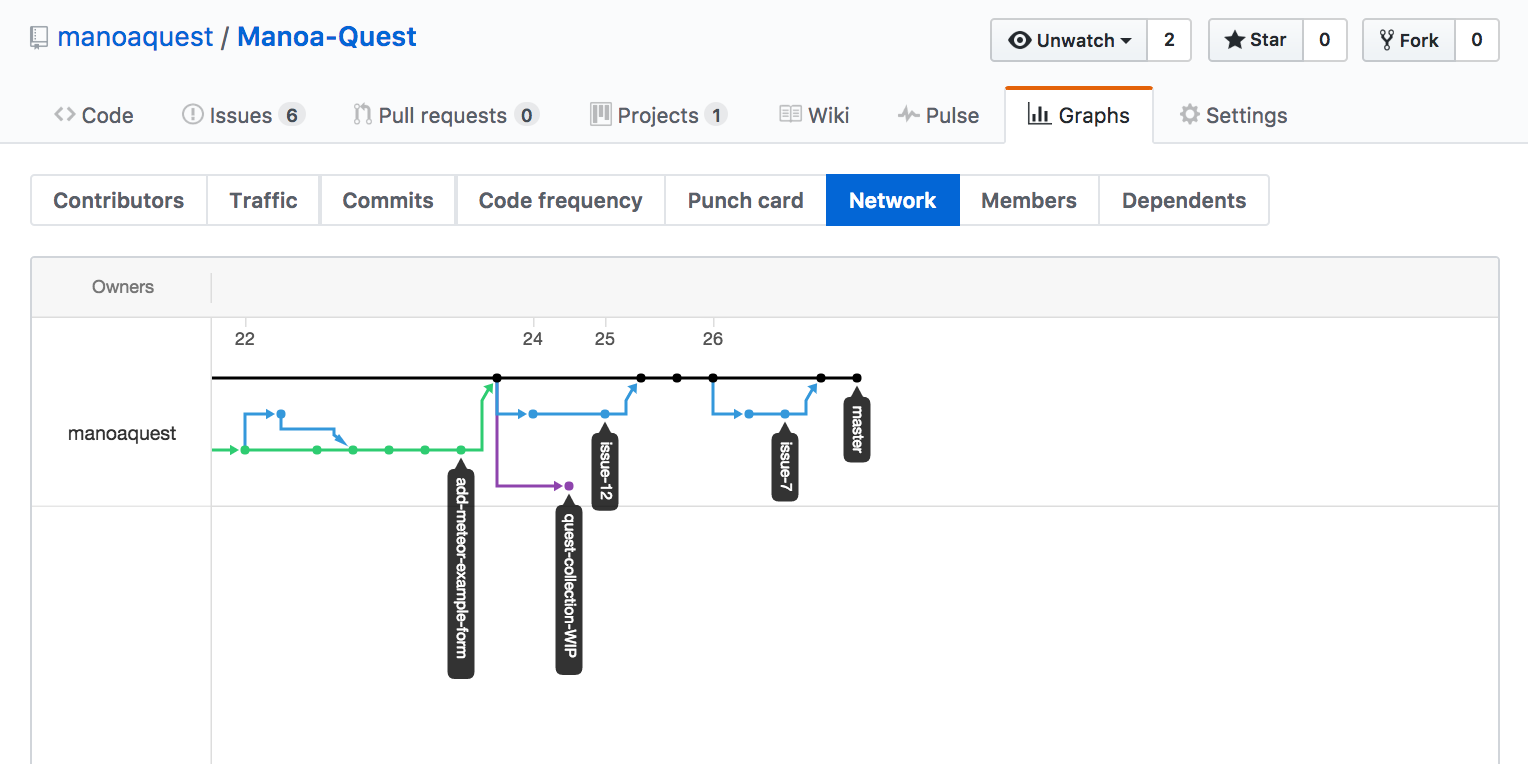 manoaquest / Manoa-Quest
Unwatch 2
Star 0
Fork 0
Code
Issues 6
Pull requests 0
Projects 1
Wiki
Pulse
Graphs
Settings
Contributors
Traffic
Commits
Code frequency
Punch card
Network
Members
Dependents
Owners
22
24
25
26
manoaquest
add-meteor-example-form
quest-collection-WIP
issue-12
issue-7
master